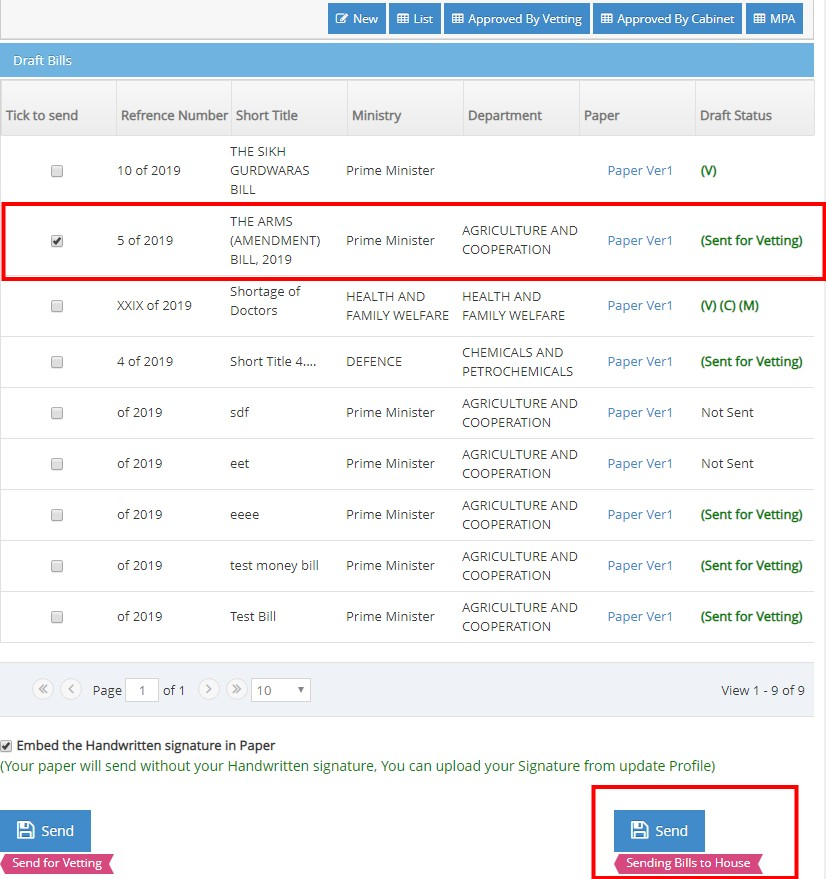 New List Approved By Vetting Approved By Cabinet MPA
Draft Bills
Tick to send Refrence Number Short Title Ministry Department Paper Draft Status
10 of 2019 THE SIKH GURDWARAS BILL Prime Minister Paper Ver1 (V)
5 of 2019 THE ARMS (AMENDMENT) BILL, 2019 Prime Minister AGRICULTURE AND COOPERATION Paper Ver1 (Sent for Vetting)
XXIX of 2019 Shortage of Doctors HEALTH AND FAMILY WELFARE HEALTH AND FAMILY WELFARE Paper Ver1 (V) (C) (M)
4 of 2019 Short Title 4.... DEFENCE CHEMICALS AND PETROCHEMICALS Paper Ver1 (Sent for Vetting)
of 2019 sdf Prime Minister AGRICULTURE AND COOPERATION Paper Ver1 Not Sent
of 2019 eet Prime Minister AGRICULTURE AND COOPERATION Paper Ver1 Not Sent
of 2019 eeee Prime Minister AGRICULTURE AND COOPERATION Paper Ver1 (Sent for Vetting)
of 2019 test money bill Prime Minister AGRICULTURE AND COOPERATION Paper Ver1 (Sent for Vetting)
of 2019 Test Bill Prime Minister AGRICULTURE AND COOPERATION Paper Ver1 (Sent for Vetting)
Page 1 of 1 10 View 1 - 9 of 9
Embed the Handwritten signature in Paper
(Your paper will send without your Handwritten signature, You can upload your Signature from update Profile)
Send Send
Send for Vetting Sending Bills to House